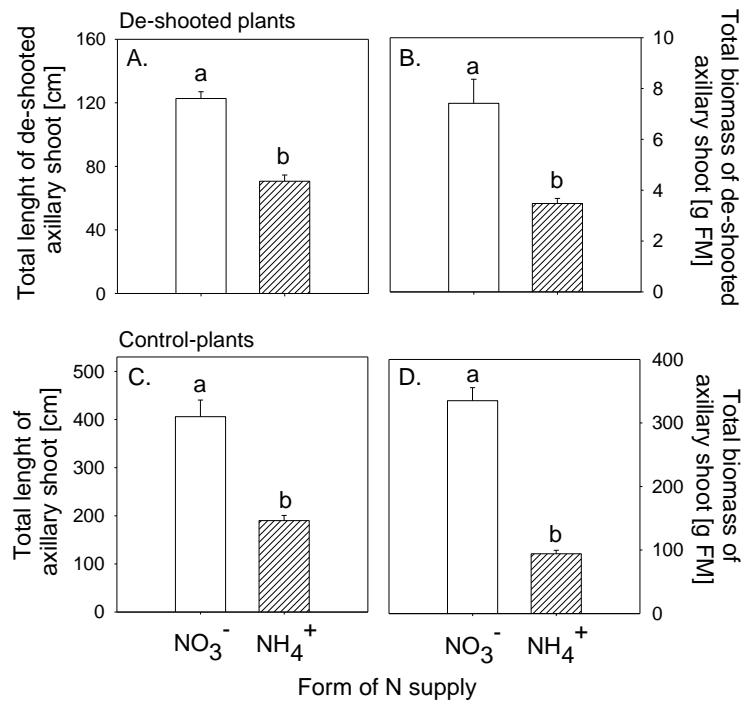 De-shooted plants
A.
B.
Total lenght of de-shooted
axillary shoot [cm]
160
120
80
40
0
a
b
a
b
10
8
6
4
2
0
Total biomass of de-shooted
axillary shoot [g FM]
Control-plants
C.
D.
Total lenght of
axillary shoot [cm]
500
400
300
200
100
0
a
b
a
b
400
300
200
100
0
Total biomass of
axillary shoot [g FM]
NO₃⁻ NH₄⁺ NO₃⁻ NH₄⁺
Form of N supply